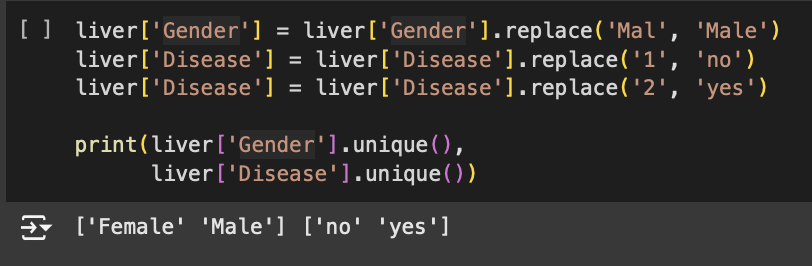 [ ] liver['Gender'] = liver['Gender'].replace('Mal', 'Male')
liver['Disease'] = liver['Disease'].replace('1', 'no')
liver['Disease'] = liver['Disease'].replace('2', 'yes')
print(liver['Gender'].unique(),
liver['Disease'].unique())
['Female' 'Male'] ['no' 'yes']